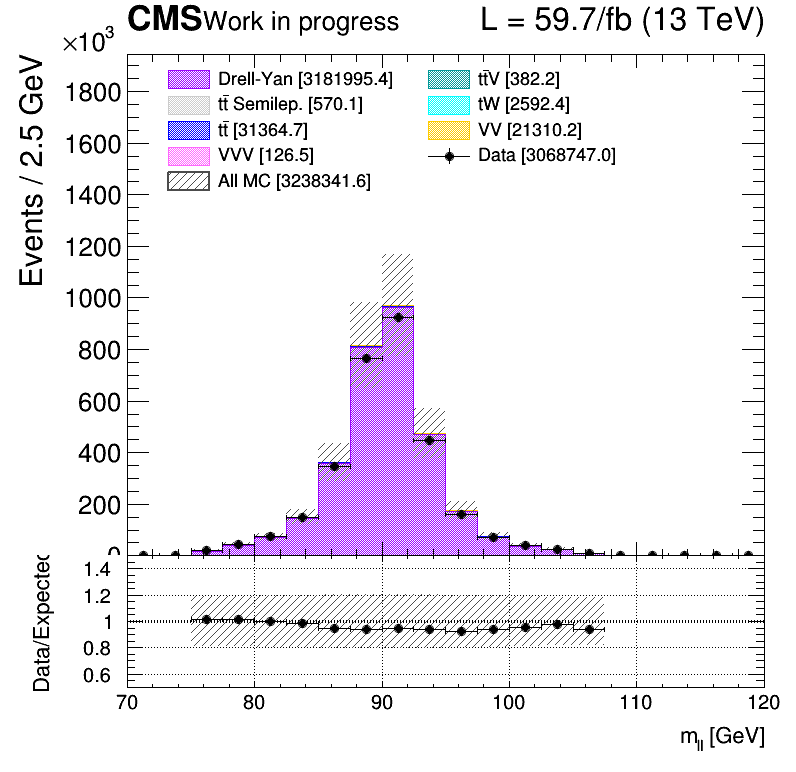 CMS Work in progress L = 59.7/fb (13 TeV)
×10³
Events / 2.5 GeV
Drell-Yan [3181995.4]
tt̄ Semilep. [570.1]
tt̄ [31364.7]
VVV [126.5]
All MC [3238341.6]
tt̄V [382.2]
tW [2592.4]
VV [21310.2]
Data [3068747.0]
1800
1600
1400
1200
1000
800
600
400
200
0
Data/Expected
1.4
1.2
1
0.8
0.6
70 80 90 100 110 120
m_ll [GeV]